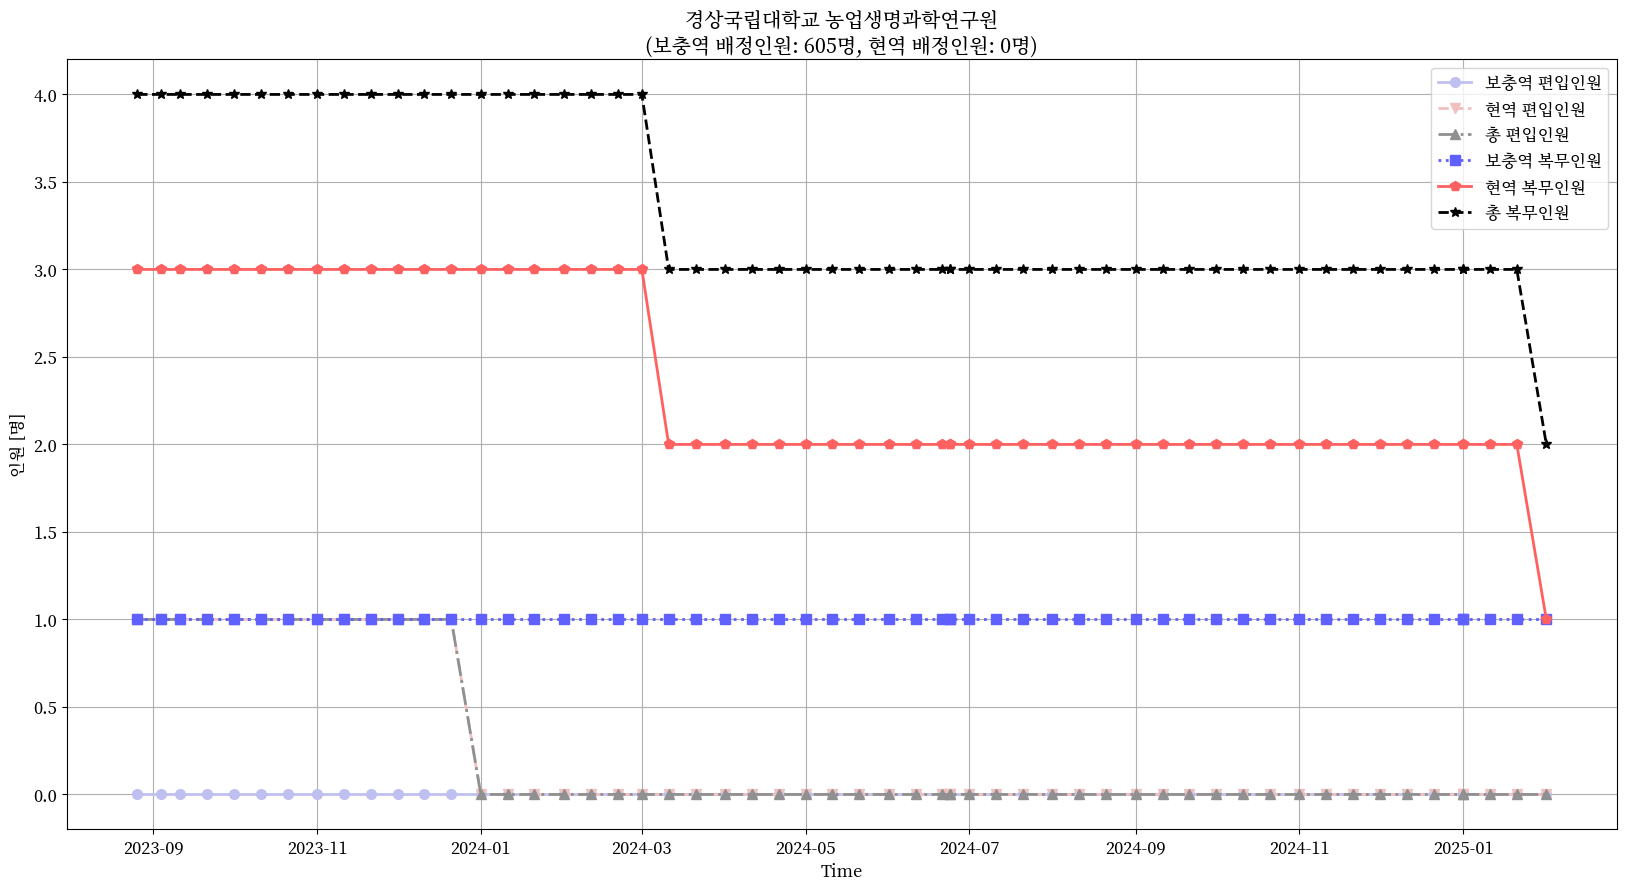 경상국립대학교 농업생명과학연구원
(보충역 배정인원: 605명, 현역 배정인원: 0명)
보충역 편입인원
현역 편입인원
총 편입인원
보충역 복무인원
현역 복무인원
총 복무인원
인원 [명]
4.0
3.5
3.0
2.5
2.0
1.5
1.0
0.5
0.0
2023-09 2023-11 2024-01 2024-03 2024-05 2024-07 2024-09 2024-11 2025-01
Time